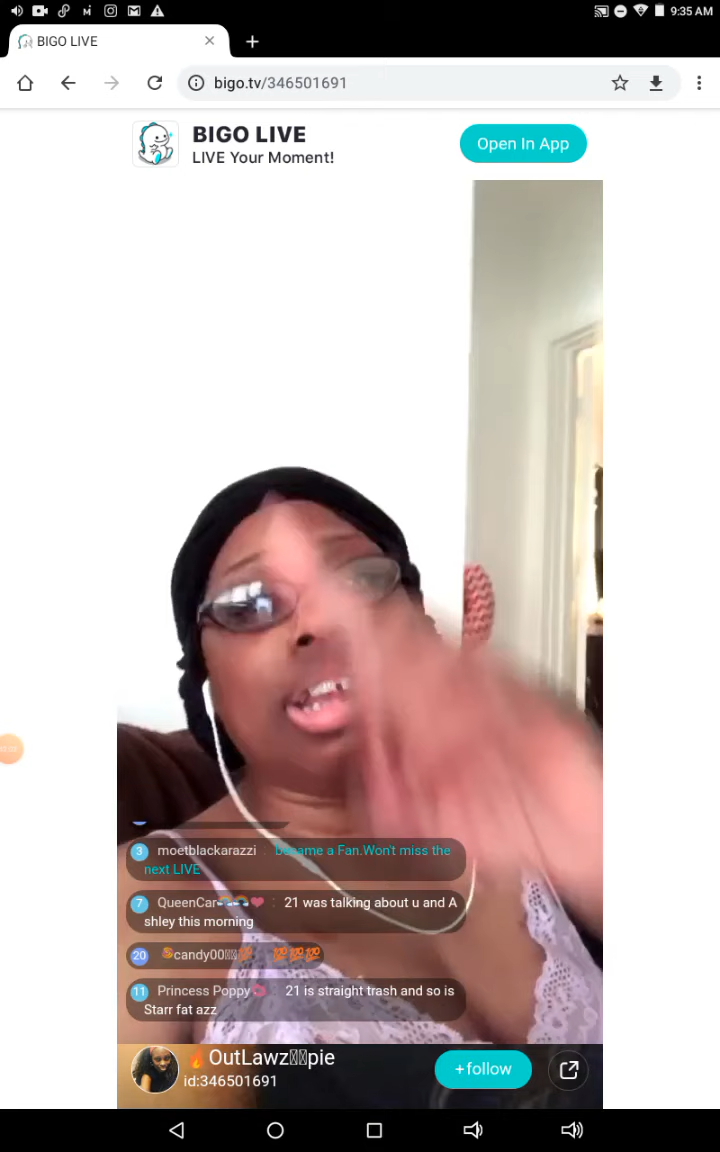 9:35 AM
BIGO LIVE
bigo.tv/346501691
BIGO LIVE
LIVE Your Moment!
Open In App
3 moetblackarazzi : became a Fan.Won't miss the
next LIVE
7 QueenCar🌈🌈❤ : 21 was talking about u and A
shley this morning
20 candy00 💯 💯💯💯
11 Princess Poppy : 21 is straight trash and so is
Starr fat azz
🔥OutLawz pie
id:346501691
+follow